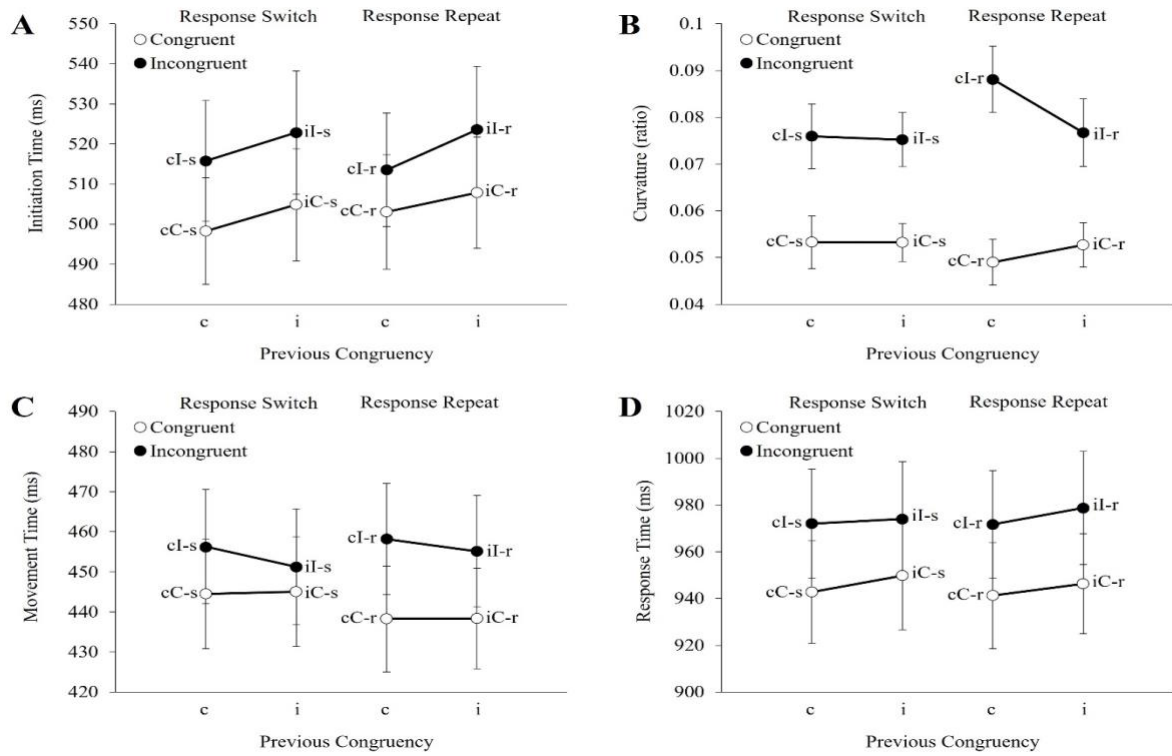 A
Response Switch Response Repeat
Congruent
Incongruent
Initiation Time (ms)
550
540
530
520
510
500
490
480
cI-s
iI-s
cC-s
iC-s
cI-r
iI-r
cC-r
iC-r
c i c i
Previous Congruency
B
Response Switch Response Repeat
Congruent
Incongruent
Curvature (ratio)
0.1
0.09
0.08
0.07
0.06
0.05
0.04
cI-s
iI-s
cC-s
iC-s
cI-r
iI-r
cC-r
iC-r
c i c i
Previous Congruency
C
Response Switch Response Repeat
Congruent
Incongruent
Movement Time (ms)
490
480
470
460
450
440
430
420
cI-s
iI-s
cC-s
iC-s
cI-r
iI-r
cC-r
iC-r
c i c i
Previous Congruency
D
Response Switch Response Repeat
Congruent
Incongruent
Response Time (ms)
1020
1000
980
960
940
920
900
cI-s
iI-s
cC-s
iC-s
cI-r
iI-r
cC-r
iC-r
c i c i
Previous Congruency